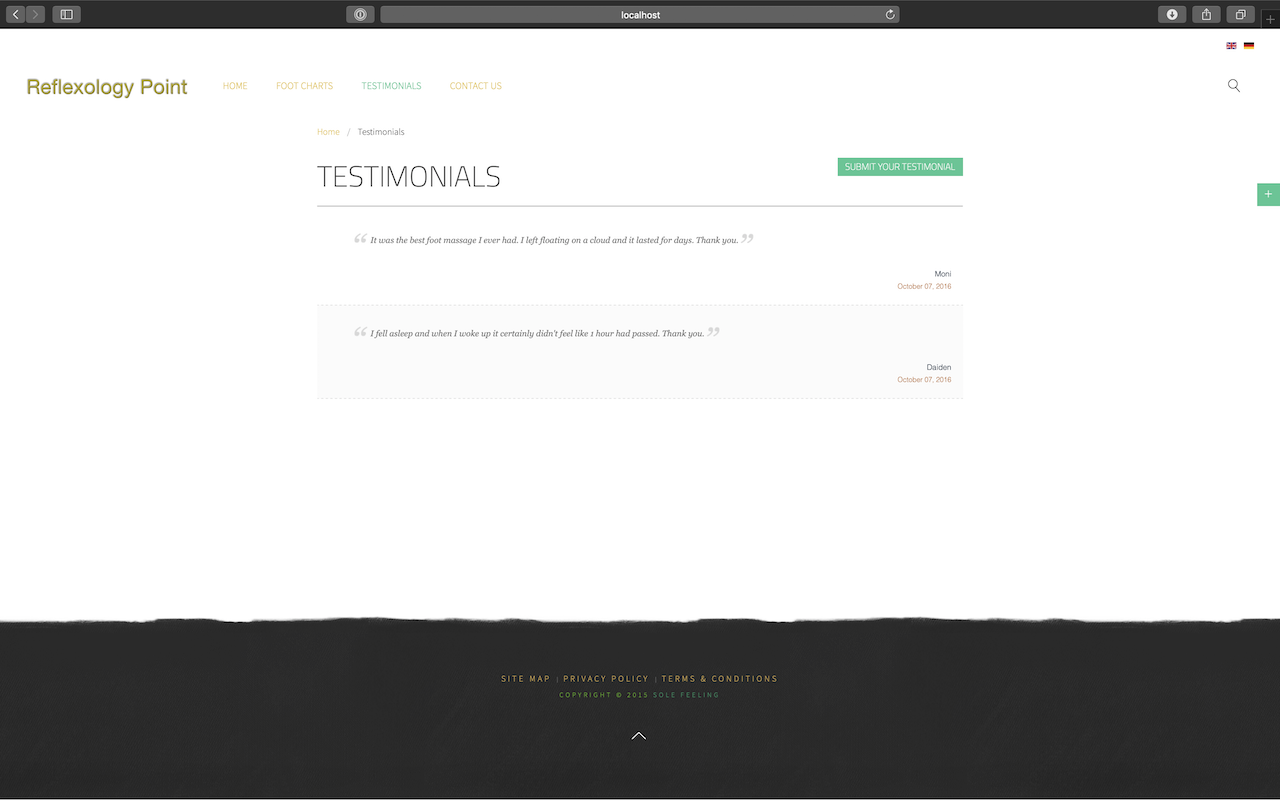 localhost
Reflexology Point
HOME
FOOT CHARTS
TESTIMONIALS
CONTACT US
Home / Testimonials
TESTIMONIALS
SUBMIT YOUR TESTIMONIAL
+
“ It was the best foot massage I ever had. I left floating on a cloud and it lasted for days. Thank you. ”
Moni
October 07, 2016
“ I fell asleep and when I woke up it certainly didn't feel like 1 hour had passed. Thank you. ”
Daiden
October 07, 2016
SITE MAP | PRIVACY POLICY | TERMS & CONDITIONS
COPYRIGHT © 2015 SOLE FEELING